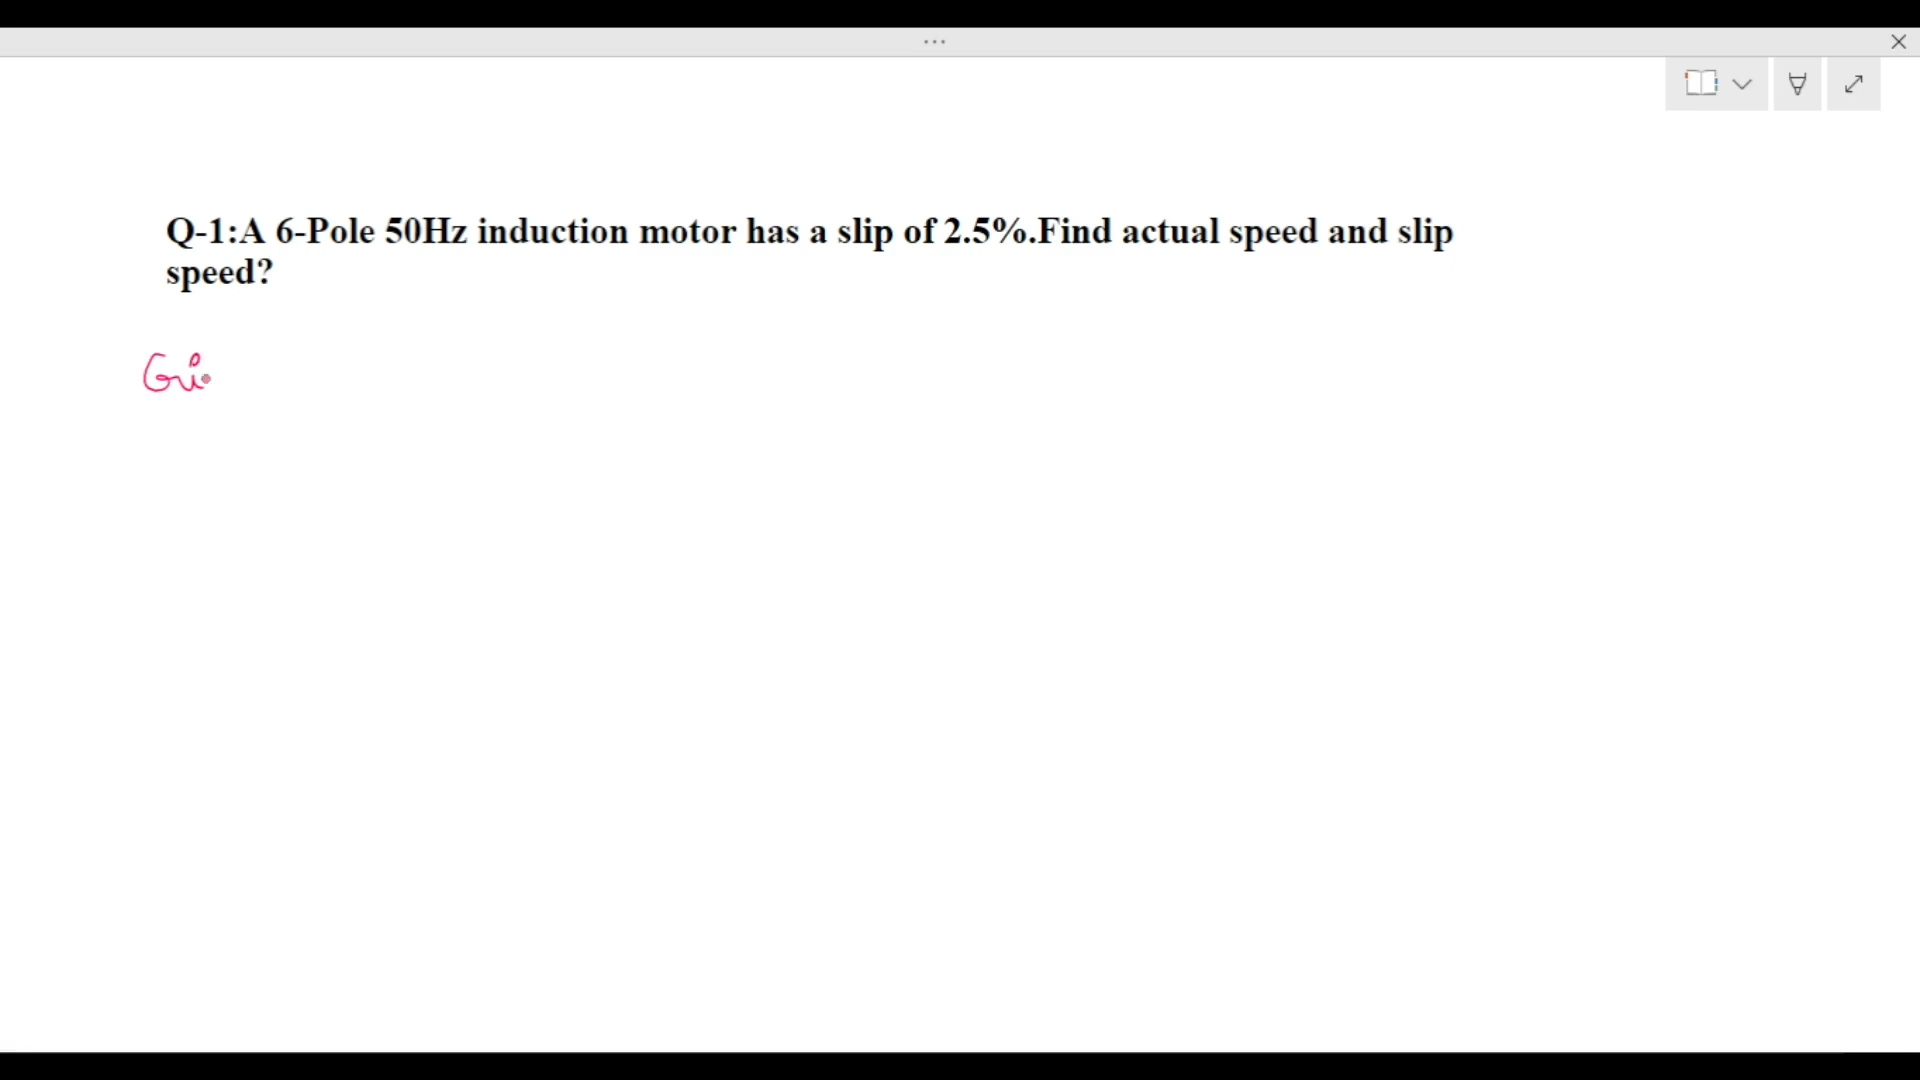 Q-1:A 6-Pole 50Hz induction motor has a slip of 2.5%.Find actual speed and slip
speed?
Gi